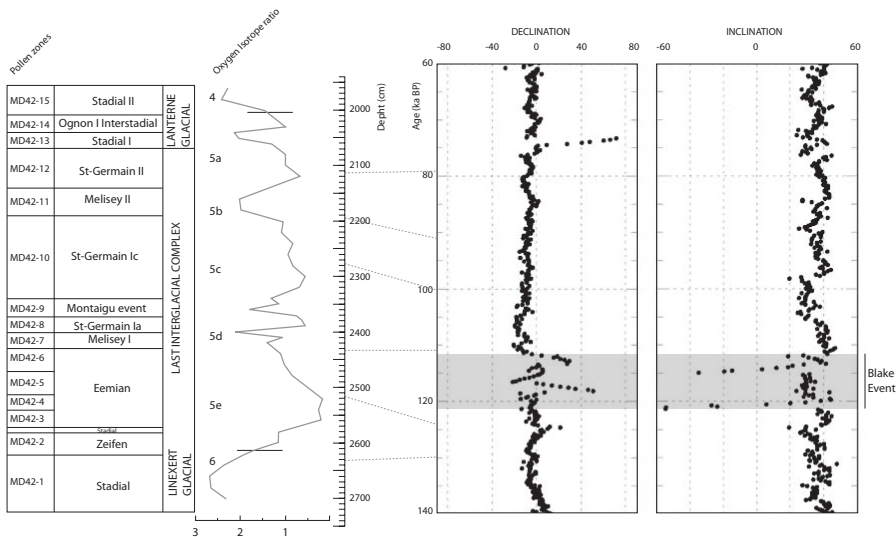 Pollen zones
Oxygen Isotope ratio
Depht (cm)
Age (ka BP)
DECLINATION
INCLINATION
-80 -40 0 40 80
-60 0 60
MD42-15 Stadial II
MD42-14 Ognon I Interstadial
MD42-13 Stadial I
MD42-12 St-Germain II
MD42-11 Melisey II
MD42-10 St-Germain Ic
MD42-9 Montaigu event
MD42-8 St-Germain Ia
MD42-7 Melisey I
MD42-6
MD42-5 Eemian
MD42-4
MD42-3
Stadial
MD42-2 Zeifen
MD42-1 Stadial
LANTERNE
GLACIAL
LAST INTERGLACIAL COMPLEX
LINEXERT
GLACIAL
4
5a
5b
5c
5d
5e
6
3 2 1
2000
2100
2200
2300
2400
2500
2600
2700
60
80
100
120
140
Blake
Event